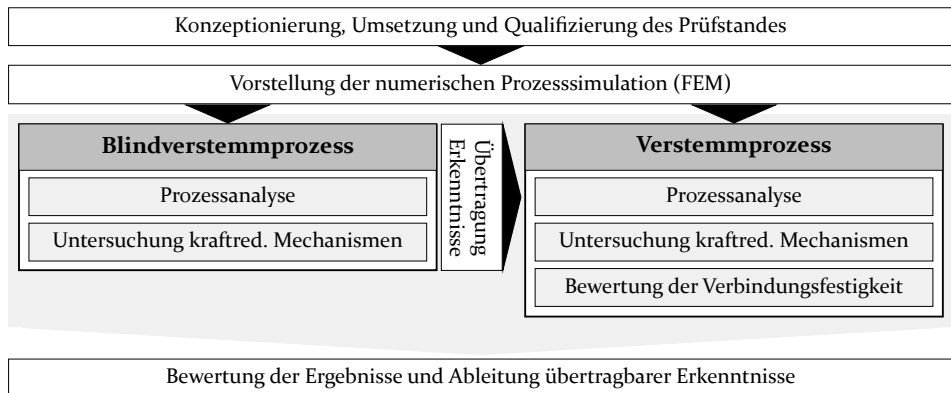 Konzeptionierung, Umsetzung und Qualifizierung des Prüfstandes
Vorstellung der numerischen Prozesssimulation (FEM)
Blindverstemmprozess
Prozessanalyse
Untersuchung kraftred. Mechanismen
Übertragung
Erkenntnisse
Verstemmprozess
Prozessanalyse
Untersuchung kraftred. Mechanismen
Bewertung der Verbindungsfestigkeit
Bewertung der Ergebnisse und Ableitung übertragbarer Erkenntnisse